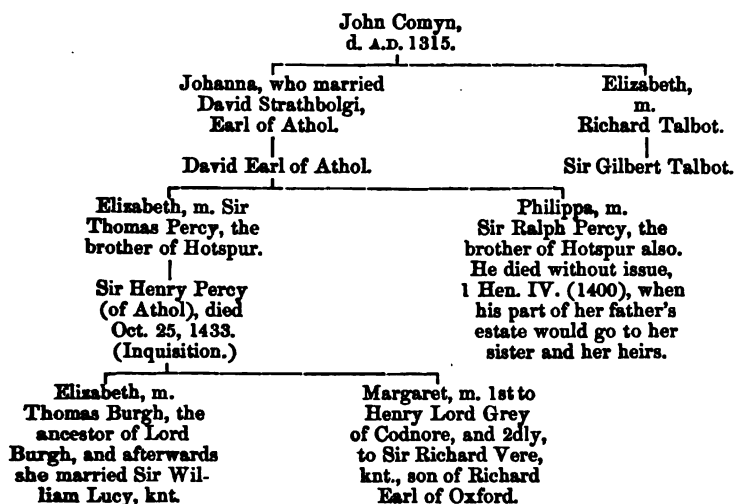 John Comyn,
d. A.D. 1315.
Johanna, who married
David Strathbolgi,
Earl of Athol.
Elizabeth,
m.
Richard Talbot.
David Earl of Athol.
Sir Gilbert Talbot.
Elizabeth, m. Sir
Thomas Percy, the
brother of Hotspur.
Philippa, m.
Sir Ralph Percy, the
brother of Hotspur also.
He died without issue,
1 Hen. IV. (1400), when
his part of her father's
estate would go to her
sister and her heirs.
Sir Henry Percy
(of Athol), died
Oct. 25, 1433.
(Inquisition.)
Elizabeth, m.
Thomas Burgh, the
ancestor of Lord
Burgh, and afterwards
she married Sir Wil-
liam Lucy, knt.
Margaret, m. 1st to
Henry Lord Grey
of Codnore, and 2dly,
to Sir Richard Vere,
knt., son of Richard
Earl of Oxford.